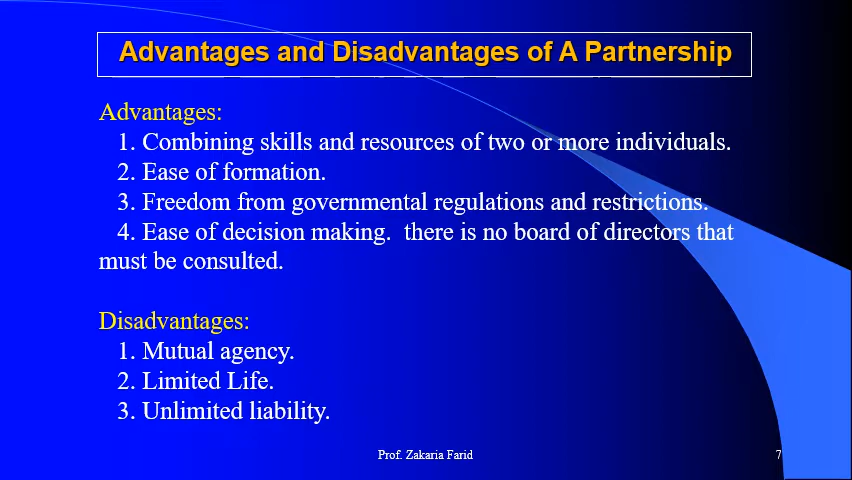 Advantages and Disadvantages of A Partnership
Advantages:
1. Combining skills and resources of two or more individuals.
2. Ease of formation.
3. Freedom from governmental regulations and restrictions.
4. Ease of decision making.  there is no board of directors that
must be consulted.
Disadvantages:
1. Mutual agency.
2. Limited Life.
3. Unlimited liability.
Prof. Zakaria Farid
7